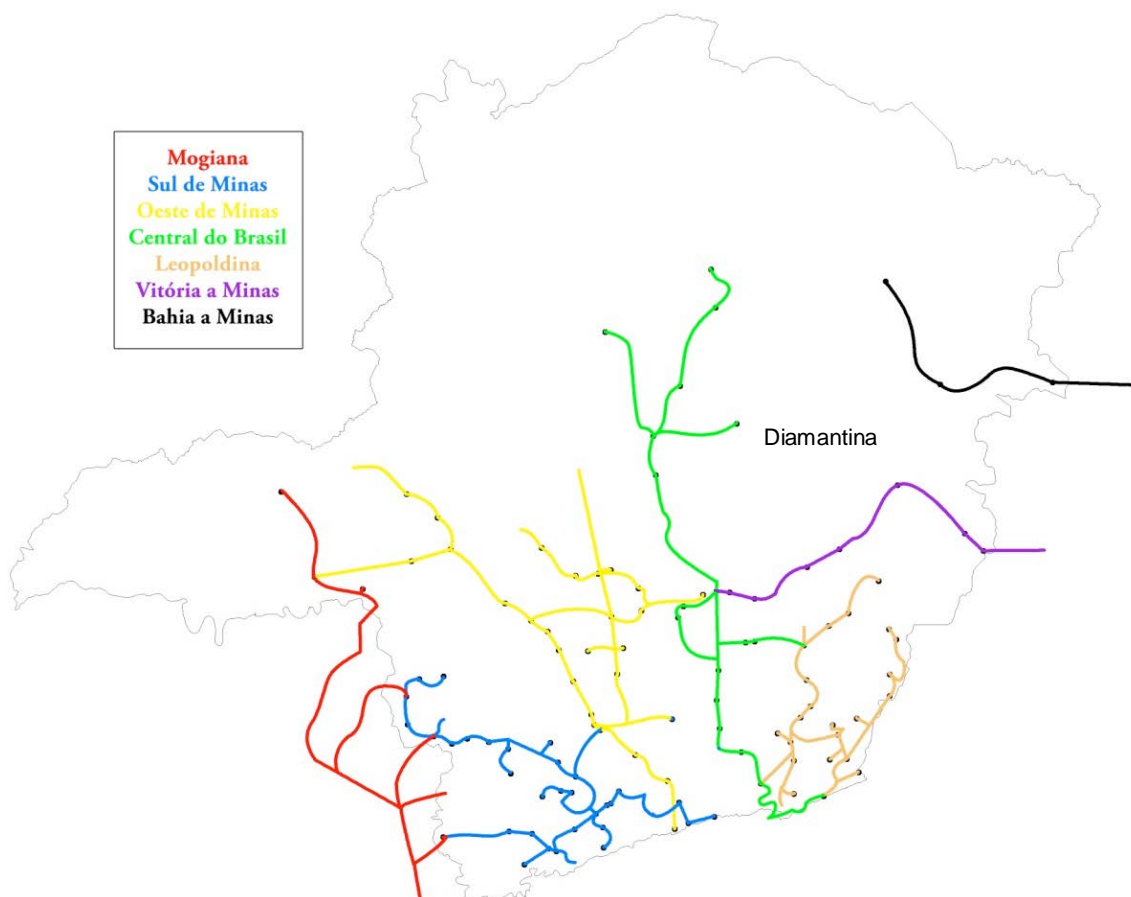 Mogiana
Sul de Minas
Oeste de Minas
Central do Brasil
Leopoldina
Vitória a Minas
Bahia a Minas
Diamantina